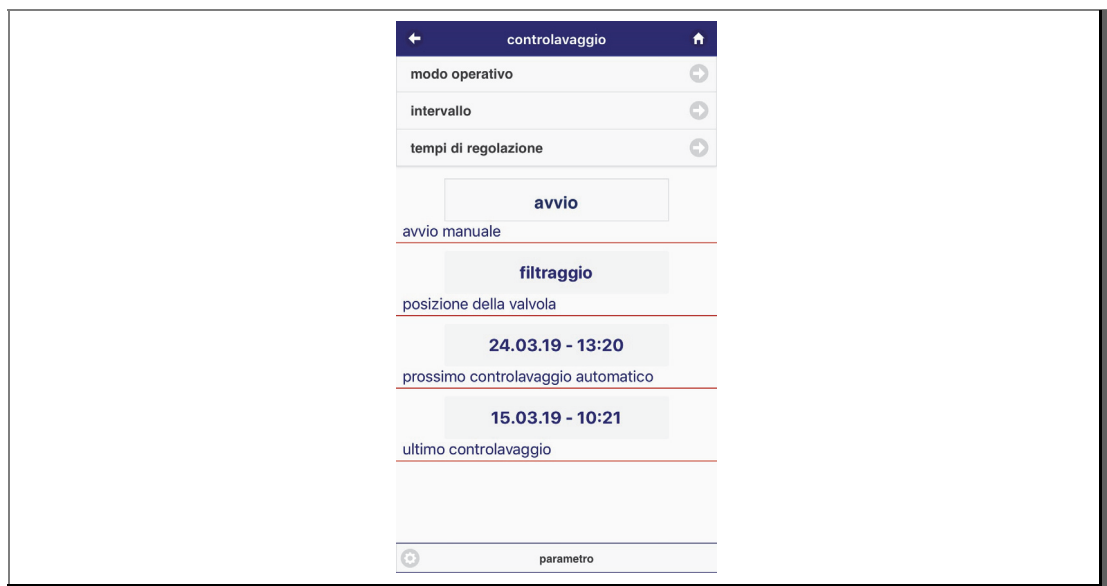 controlavaggio
modo operativo
intervallo
tempi di regolazione
avvio
avvio manuale
filtraggio
posizione della valvola
24.03.19 - 13:20
prossimo controlavaggio automatico
15.03.19 - 10:21
ultimo controlavaggio
parametro